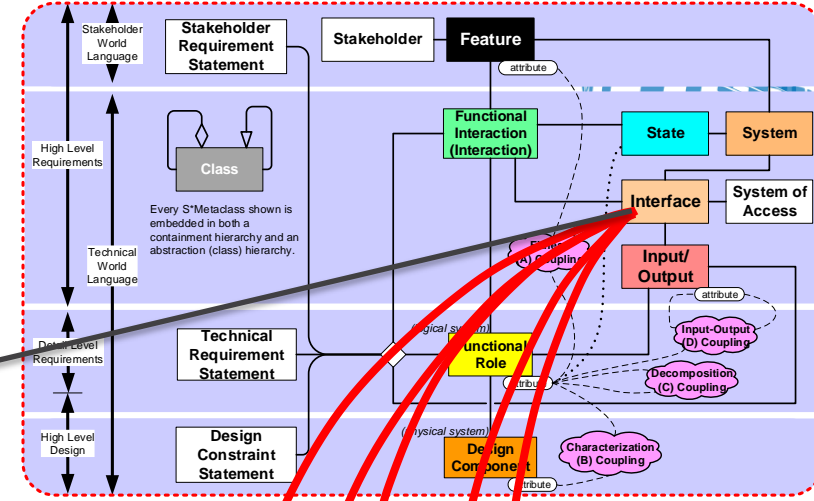 Stakeholder
World
Language
Stakeholder
Requirement
Statement
Stakeholder
Feature
attribute
High Level
Requirements
Class
Every S*Metaclass shown is
embedded in both a
containment hierarchy and an
abstraction (class) hierarchy.
Functional
Interaction
(Interaction)
State
System
Interface
System of
Access
Technical
World
Language
(A) Coupling
Input/
Output
attribute
Level
Requirements
Technical
Requirement
Statement
(logical system)
Functional
Role
attribute
Input-Output
(D) Coupling
Decomposition
(C) Coupling
High Level
Design
Design
Constraint
Statement
(physical system)
Design
Component
attribute
Characterization
(B) Coupling